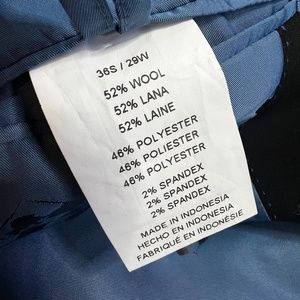 36S / 29W
52% WOOL
52% LANA
52% LAINE
46% POLYESTER
46% POLIESTER
46% POLYESTER
2% SPANDEX
2% SPANDEX
2% SPANDEX
MADE IN INDONESIA
HECHO EN INDONESIA
FABRIQUÉ EN INDONÉSIE